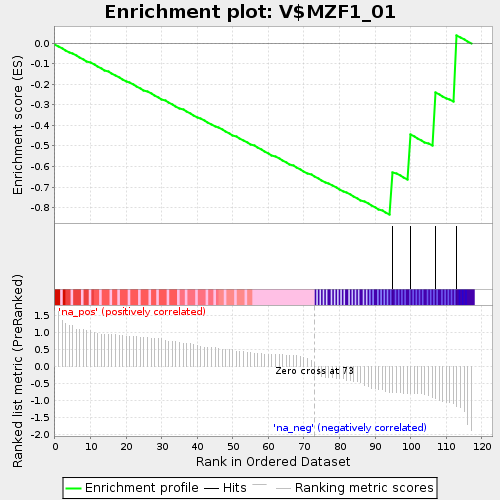 Enrichment plot: V$MZF1_01
Enrichment score (ES)
0.0
-0.1
-0.2
-0.3
-0.4
-0.5
-0.6
-0.7
-0.8
'na_pos' (positively correlated)
Ranked list metric (PreRanked)
1.5
1.0
0.5
0.0
-0.5
-1.0
-1.5
-2.0
Zero cross at 73
'na_neg' (negatively correlated)
0 10 20 30 40 50 60 70 80 90 100 110 120
Rank in Ordered Dataset
Enrichment profile Hits Ranking metric scores